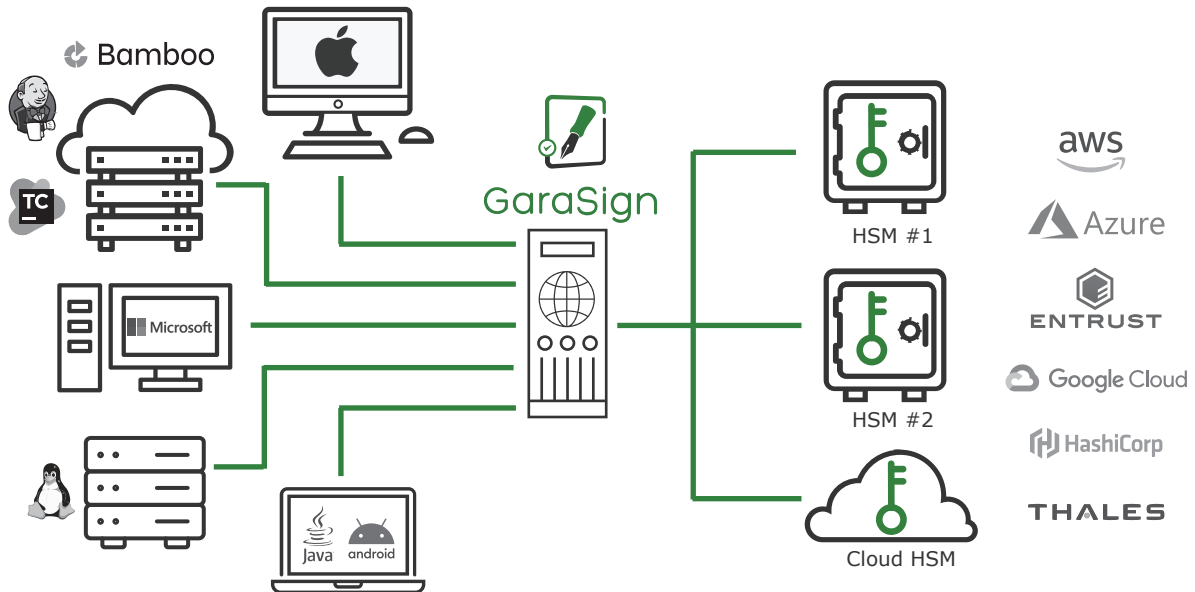 Bamboo
TC
Microsoft
Java
android
GaraSign
HSM #1
HSM #2
Cloud HSM
aws
Azure
ENTRUST
Google Cloud
HashiCorp
THALES